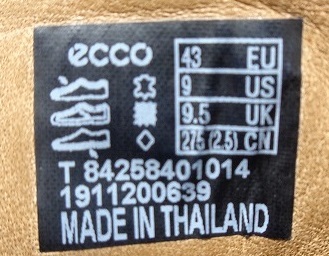 ecco
43 EU
9 US
9.5 UK
275 (2.5) CN
T 84258401014
1911200639
MADE IN THAILAND